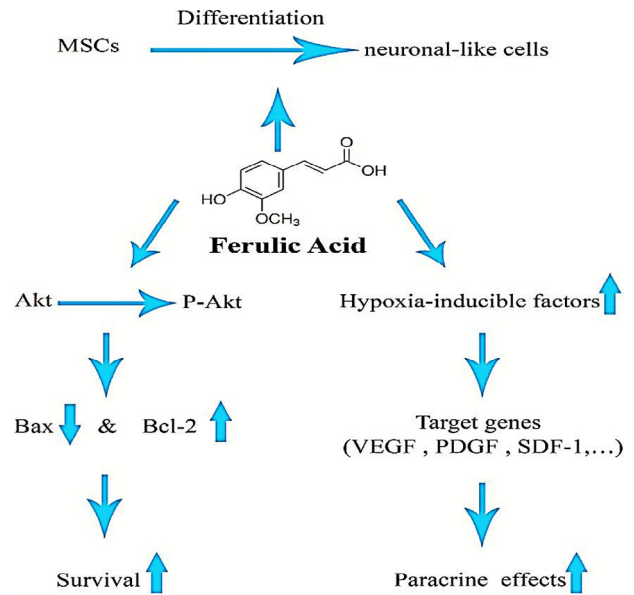 Differentiation
MSCs
neuronal-like cells
O
OH
HO
OCH₃
Ferulic Acid
Akt
P-Akt
Hypoxia-inducible factors
Bax & Bcl-2
Target genes
(VEGF , PDGF , SDF-1,...)
Survival
Paracrine effects